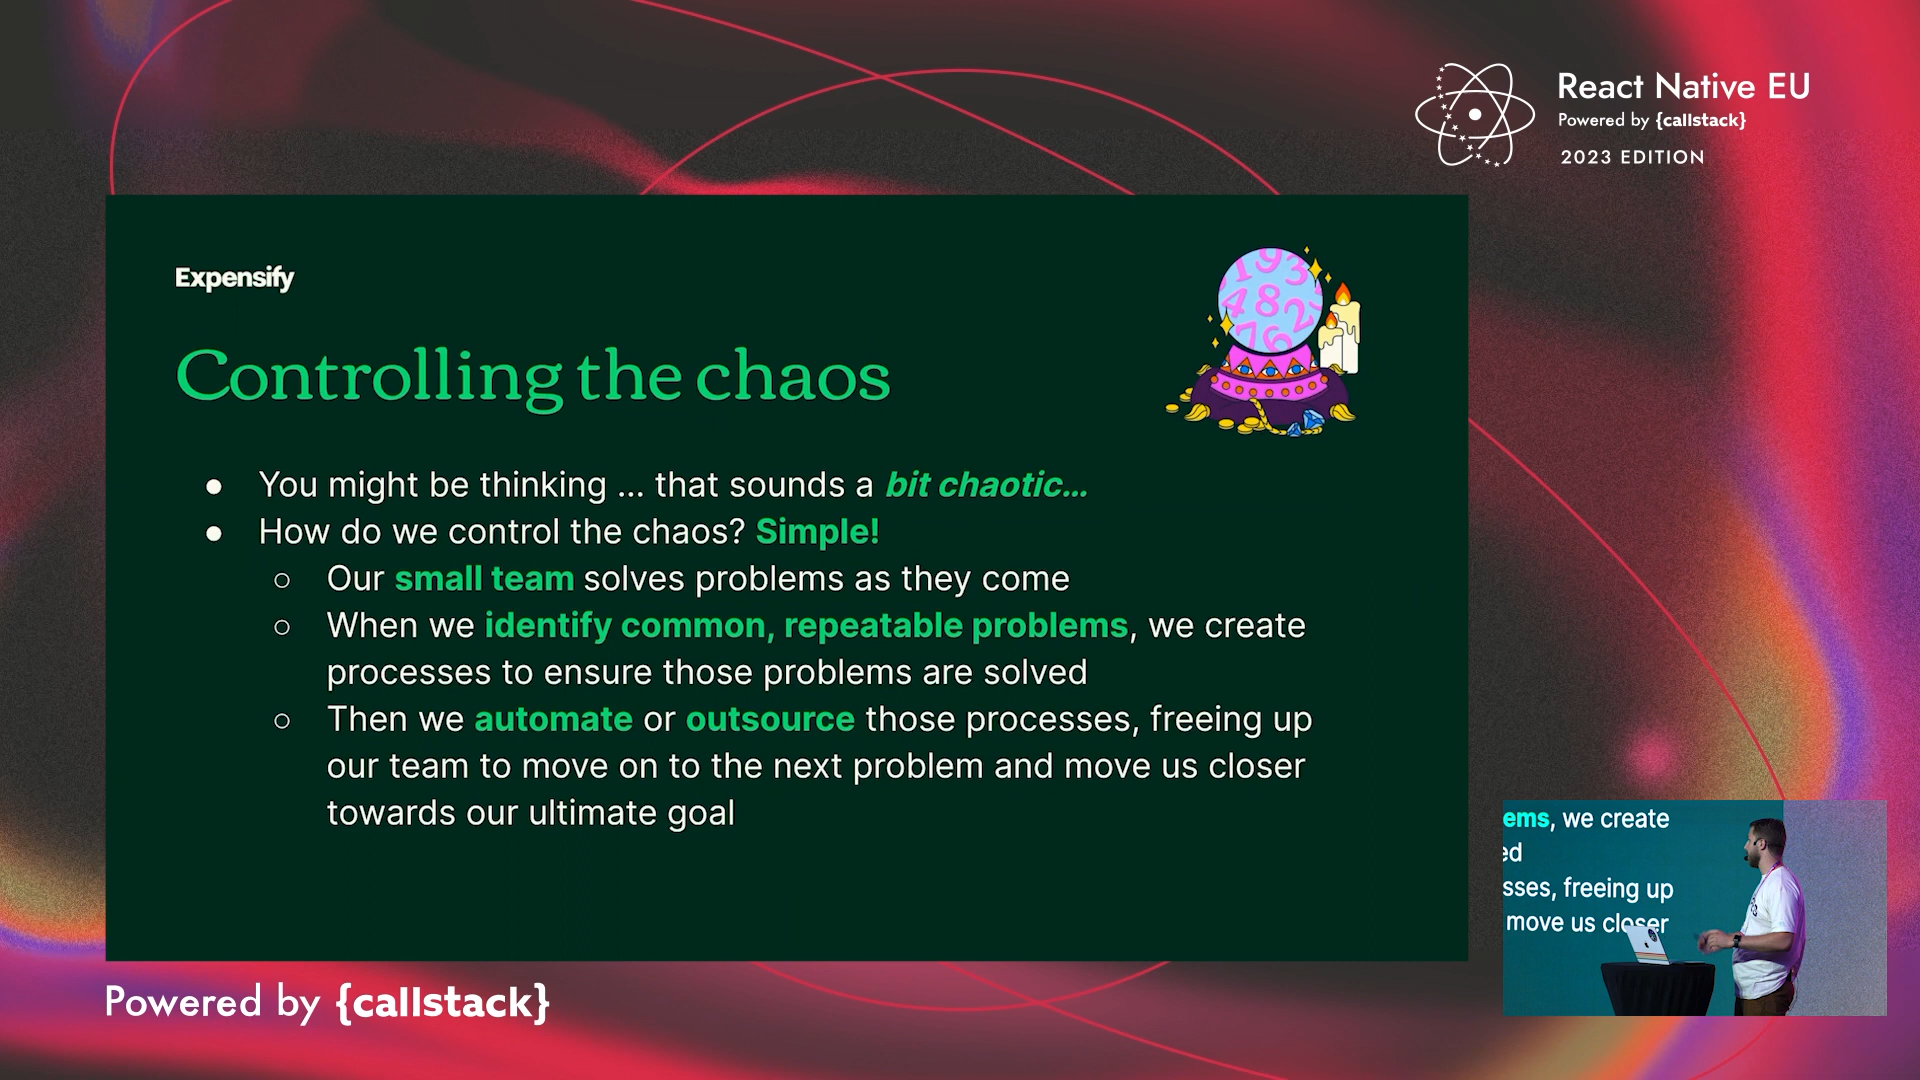 React Native EU
Powered by {callstack}
2023 EDITION
Expensify
193
482
76
Controlling the chaos
● You might be thinking ... that sounds a bit chaotic...
● How do we control the chaos? Simple!
○ Our small team solves problems as they come
○ When we identify common, repeatable problems, we create
processes to ensure those problems are solved
○ Then we automate or outsource those processes, freeing up
our team to move on to the next problem and move us closer
towards our ultimate goal
ems, we create
ed
sses, freeing up
move us closer
Powered by {callstack}